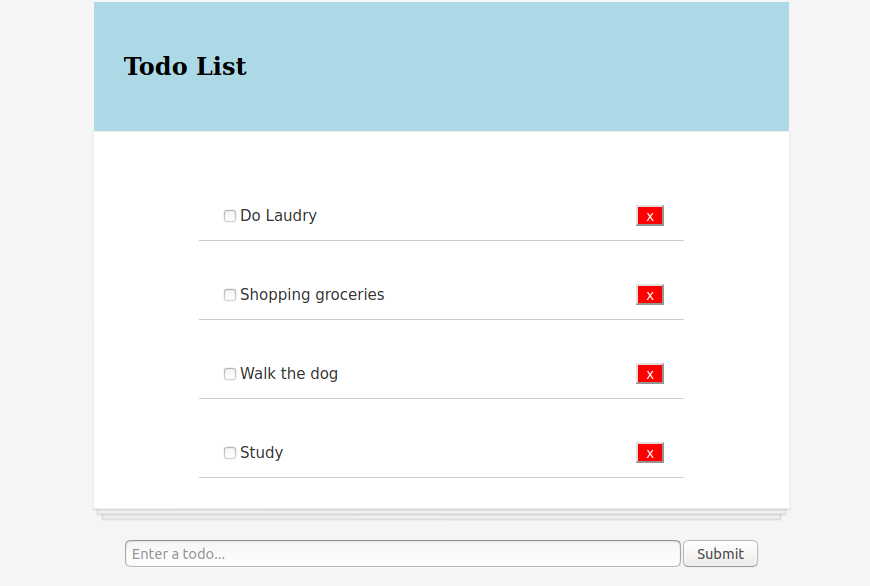 Todo List
Do Laudry x
Shopping groceries x
Walk the dog x
Study x
Enter a todo... Submit